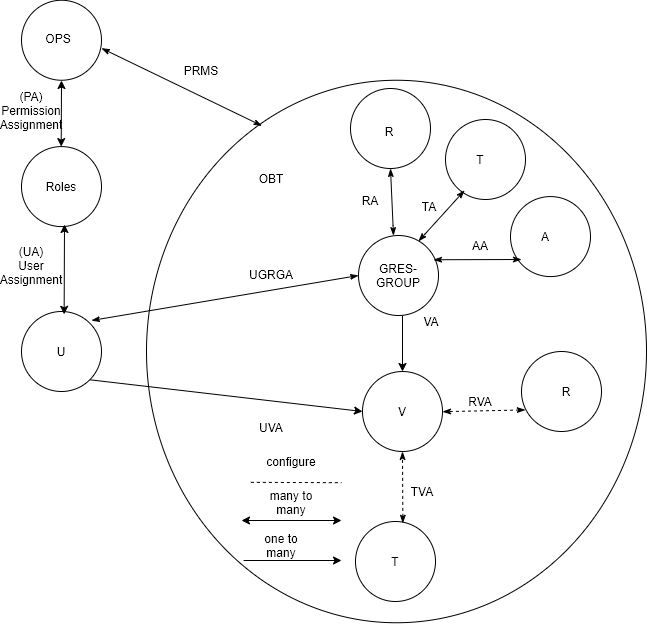 OPS
PRMS
(PA)
Permission
Assignment
R
T
OBT
Roles
RA
TA
A
(UA)
User
Assignment
UGRGA
GRES-
GROUP
AA
VA
U
V
RVA
R
UVA
configure
TVA
many to
many
one to
many
T